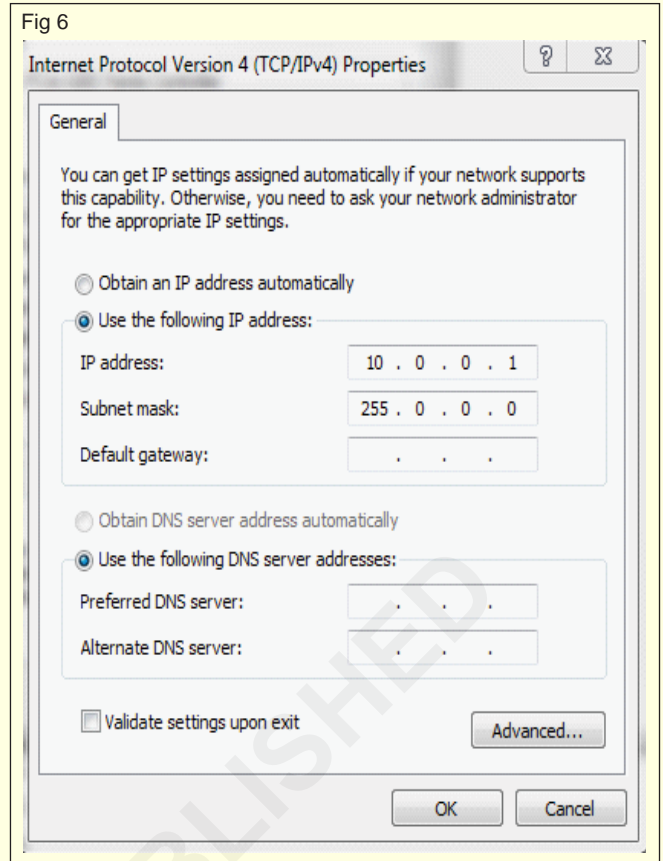 Fig 6
Internet Protocol Version 4 (TCP/IPv4) Properties
General
You can get IP settings assigned automatically if your network supports
this capability. Otherwise, you need to ask your network administrator
for the appropriate IP settings.
Obtain an IP address automatically
Use the following IP address:
IP address: 10 . 0 . 0 . 1
Subnet mask: 255 . 0 . 0 . 0
Default gateway: . . .
Obtain DNS server address automatically
Use the following DNS server addresses:
Preferred DNS server: . . .
Alternate DNS server: . . .
Validate settings upon exit
Advanced...
OK Cancel
BLISHED